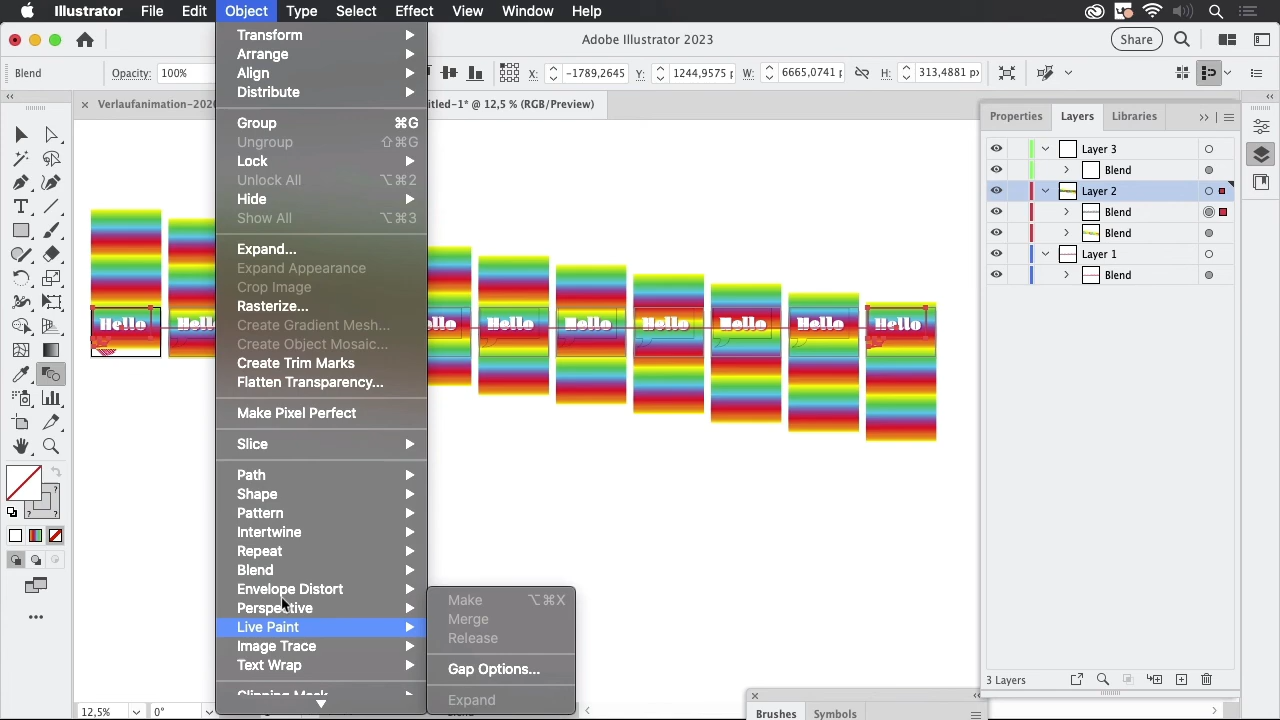 Illustrator File Edit Object Type Select Effect View Window Help
Adobe Illustrator 2023
Share
Blend Opacity: 100% X: -1789,2645 Y: 1244,3575 p W: 6665,0741 p H: 313,4881 px
Verlaufanimation-202
titled-1* @ 12,5 % (RGB/Preview)
Transform
Arrange
Align
Distribute
Group ⌘G
Ungroup ⇧⌘G
Lock
Unlock All ⌥⌘2
Hide
Show All ⌥⌘3
Expand...
Expand Appearance
Crop Image
Rasterize...
Create Gradient Mesh...
Create Object Mosaic...
Create Trim Marks
Flatten Transparency...
Make Pixel Perfect
Slice
Path
Shape
Pattern
Intertwine
Repeat
Blend
Envelope Distort
Perspective
Live Paint
Image Trace
Text Wrap
Clipping Mask
Make ⌥⌘X
Merge
Release
Gap Options...
Expand
Hello Hello Hello Hello Hello Hello Hello Hello
Properties Layers Libraries
Layer 3
Blend
Layer 2
Blend
Blend
Layer 1
Blend
3 Layers
12,5% 0°
Brushes Symbols